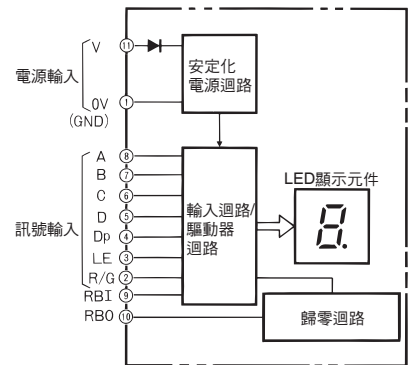 電源輸入
V ⑪
0V ①
(GND)
安定化
電源迴路
訊號輸入
A ⑧
B ⑦
C ⑥
D ⑤
Dp ④
LE ③
R/G ②
RBI ⑨
RBO ⑩
輸入迴路/
驅動器
迴路
LED顯示元件
8.
歸零迴路